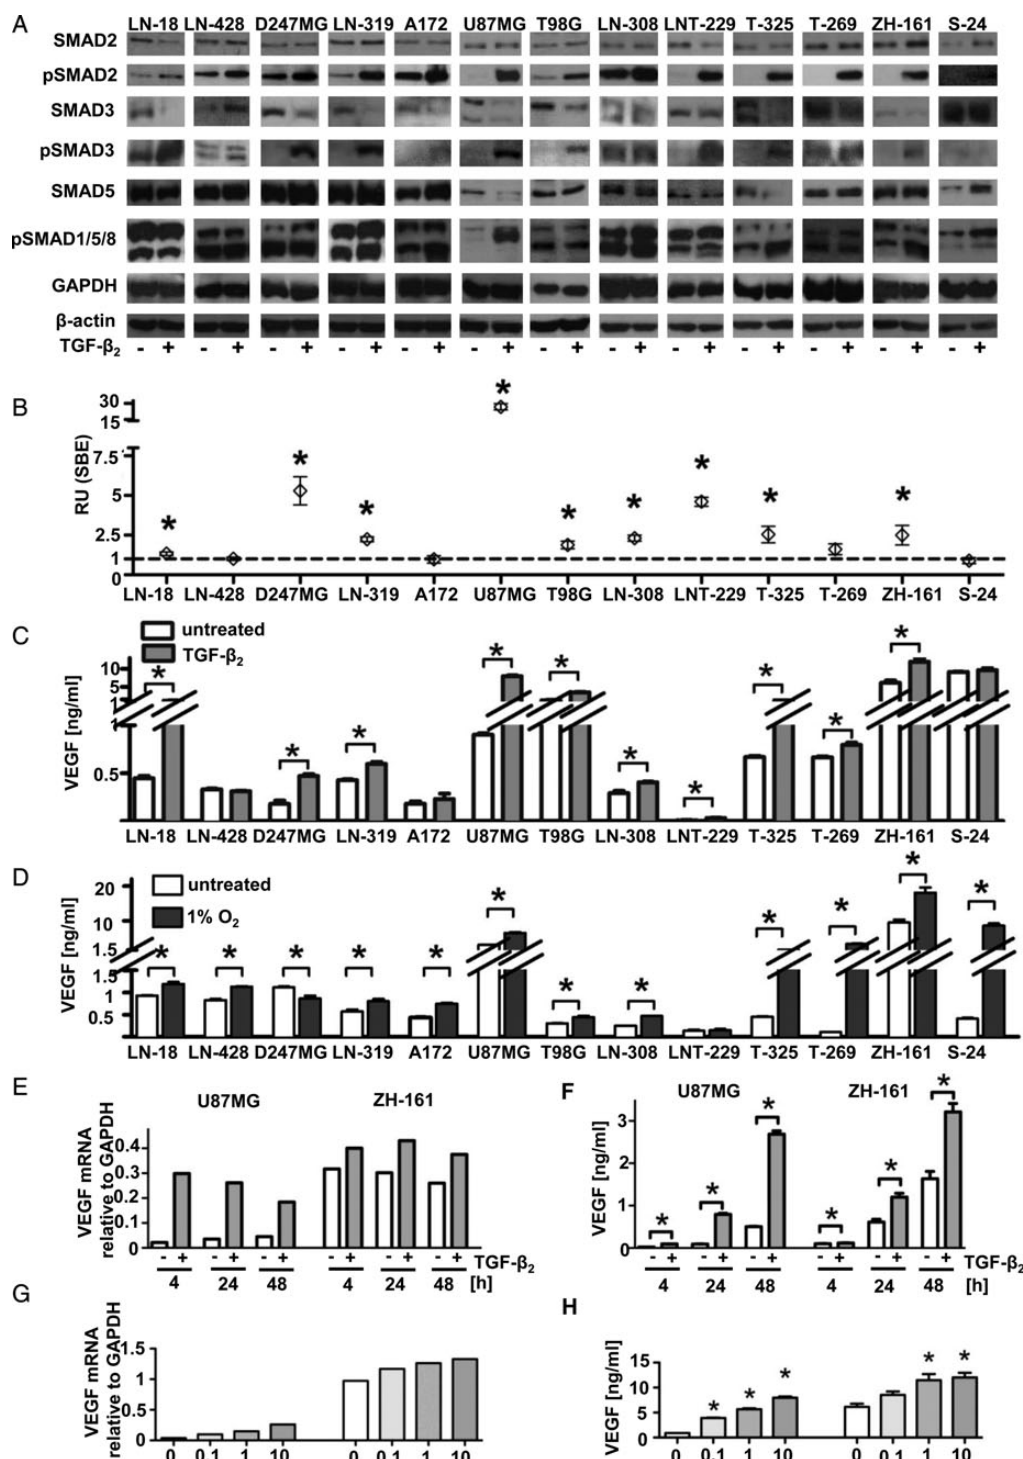 A
LN-18 LN-428 D247MG LN-319 A172 U87MG T98G LN-308 LNT-229 T-325 T-269 ZH-161 S-24
SMAD2
pSMAD2
SMAD3
pSMAD3
SMAD5
pSMAD1/5/8
GAPDH
β-actin
TGF-β₂ - + - + - + - + - + - + - + - + - + - + - + - + - +
B
RU (SBE)
30
15
7.5
5
2.5
1
0
* * * * * * * * *
LN-18 LN-428 D247MG LN-319 A172 U87MG T98G LN-308 LNT-229 T-325 T-269 ZH-161 S-24
C
untreated
TGF-β₂
VEGF [ng/ml]
10
5
1
1
0.5
* * * * * * * * * *
LN-18 LN-428 D247MG LN-319 A172 U87MG T98G LN-308 LNT-229 T-325 T-269 ZH-161 S-24
D
untreated
1% O₂
VEGF [ng/ml]
20
10
1.5
1.5
1
0.5
* * * * * * * * * * * *
LN-18 LN-428 D247MG LN-319 A172 U87MG T98G LN-308 LNT-229 T-325 T-269 ZH-161 S-24
E
U87MG ZH-161
VEGF mRNA
relative to GAPDH
0.4
0.3
0.2
0.1
0
- + - + - + - + - + - + TGF-β₂
4 24 48 4 24 48 [h]
F
U87MG ZH-161
VEGF [ng/ml]
3
2
1
0
* * * * * *
- + - + - + - + - + - + TGF-β₂
4 24 48 4 24 48 [h]
G
VEGF mRNA
relative to GAPDH
1.5
1
0.5
0
0 0.1 1 10 0 0.1 1 10
H
VEGF [ng/ml]
15
10
5
0
* * * * *
0 0.1 1 10 0 0.1 1 10